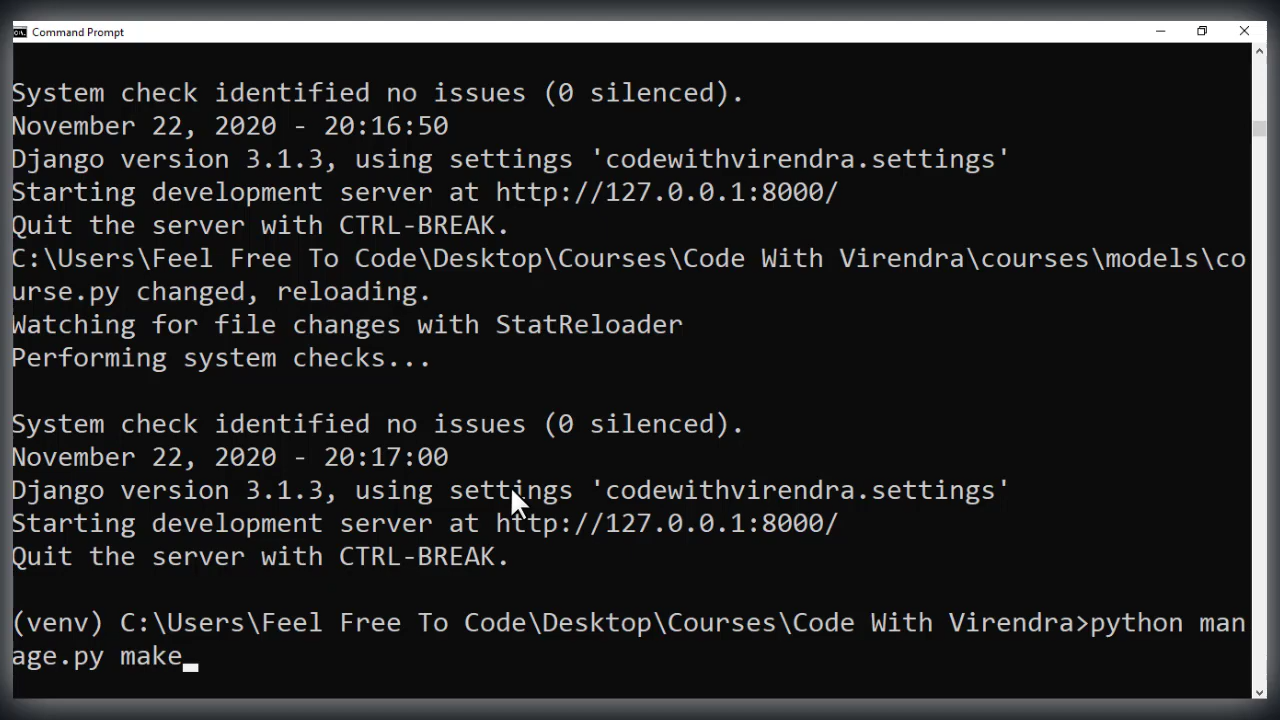 Command Prompt
System check identified no issues (0 silenced).
November 22, 2020 - 20:16:50
Django version 3.1.3, using settings 'codewithvirendra.settings'
Starting development server at http://127.0.0.1:8000/
Quit the server with CTRL-BREAK.
C:\Users\Feel Free To Code\Desktop\Courses\Code With Virendra\courses\models\co
urse.py changed, reloading.
Watching for file changes with StatReloader
Performing system checks...
System check identified no issues (0 silenced).
November 22, 2020 - 20:17:00
Django version 3.1.3, using settings 'codewithvirendra.settings'
Starting development server at http://127.0.0.1:8000/
Quit the server with CTRL-BREAK.
(venv) C:\Users\Feel Free To Code\Desktop\Courses\Code With Virendra>python man
age.py make